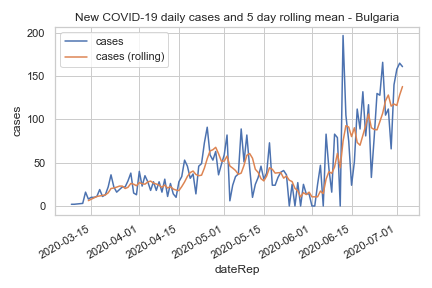 New COVID-19 daily cases and 5 day rolling mean - Bulgaria
cases
cases (rolling)
200
150
100
50
0
cases
2020-03-15
2020-04-01
2020-04-15
2020-05-01
2020-05-15
2020-06-01
2020-06-15
2020-07-01
dateRep